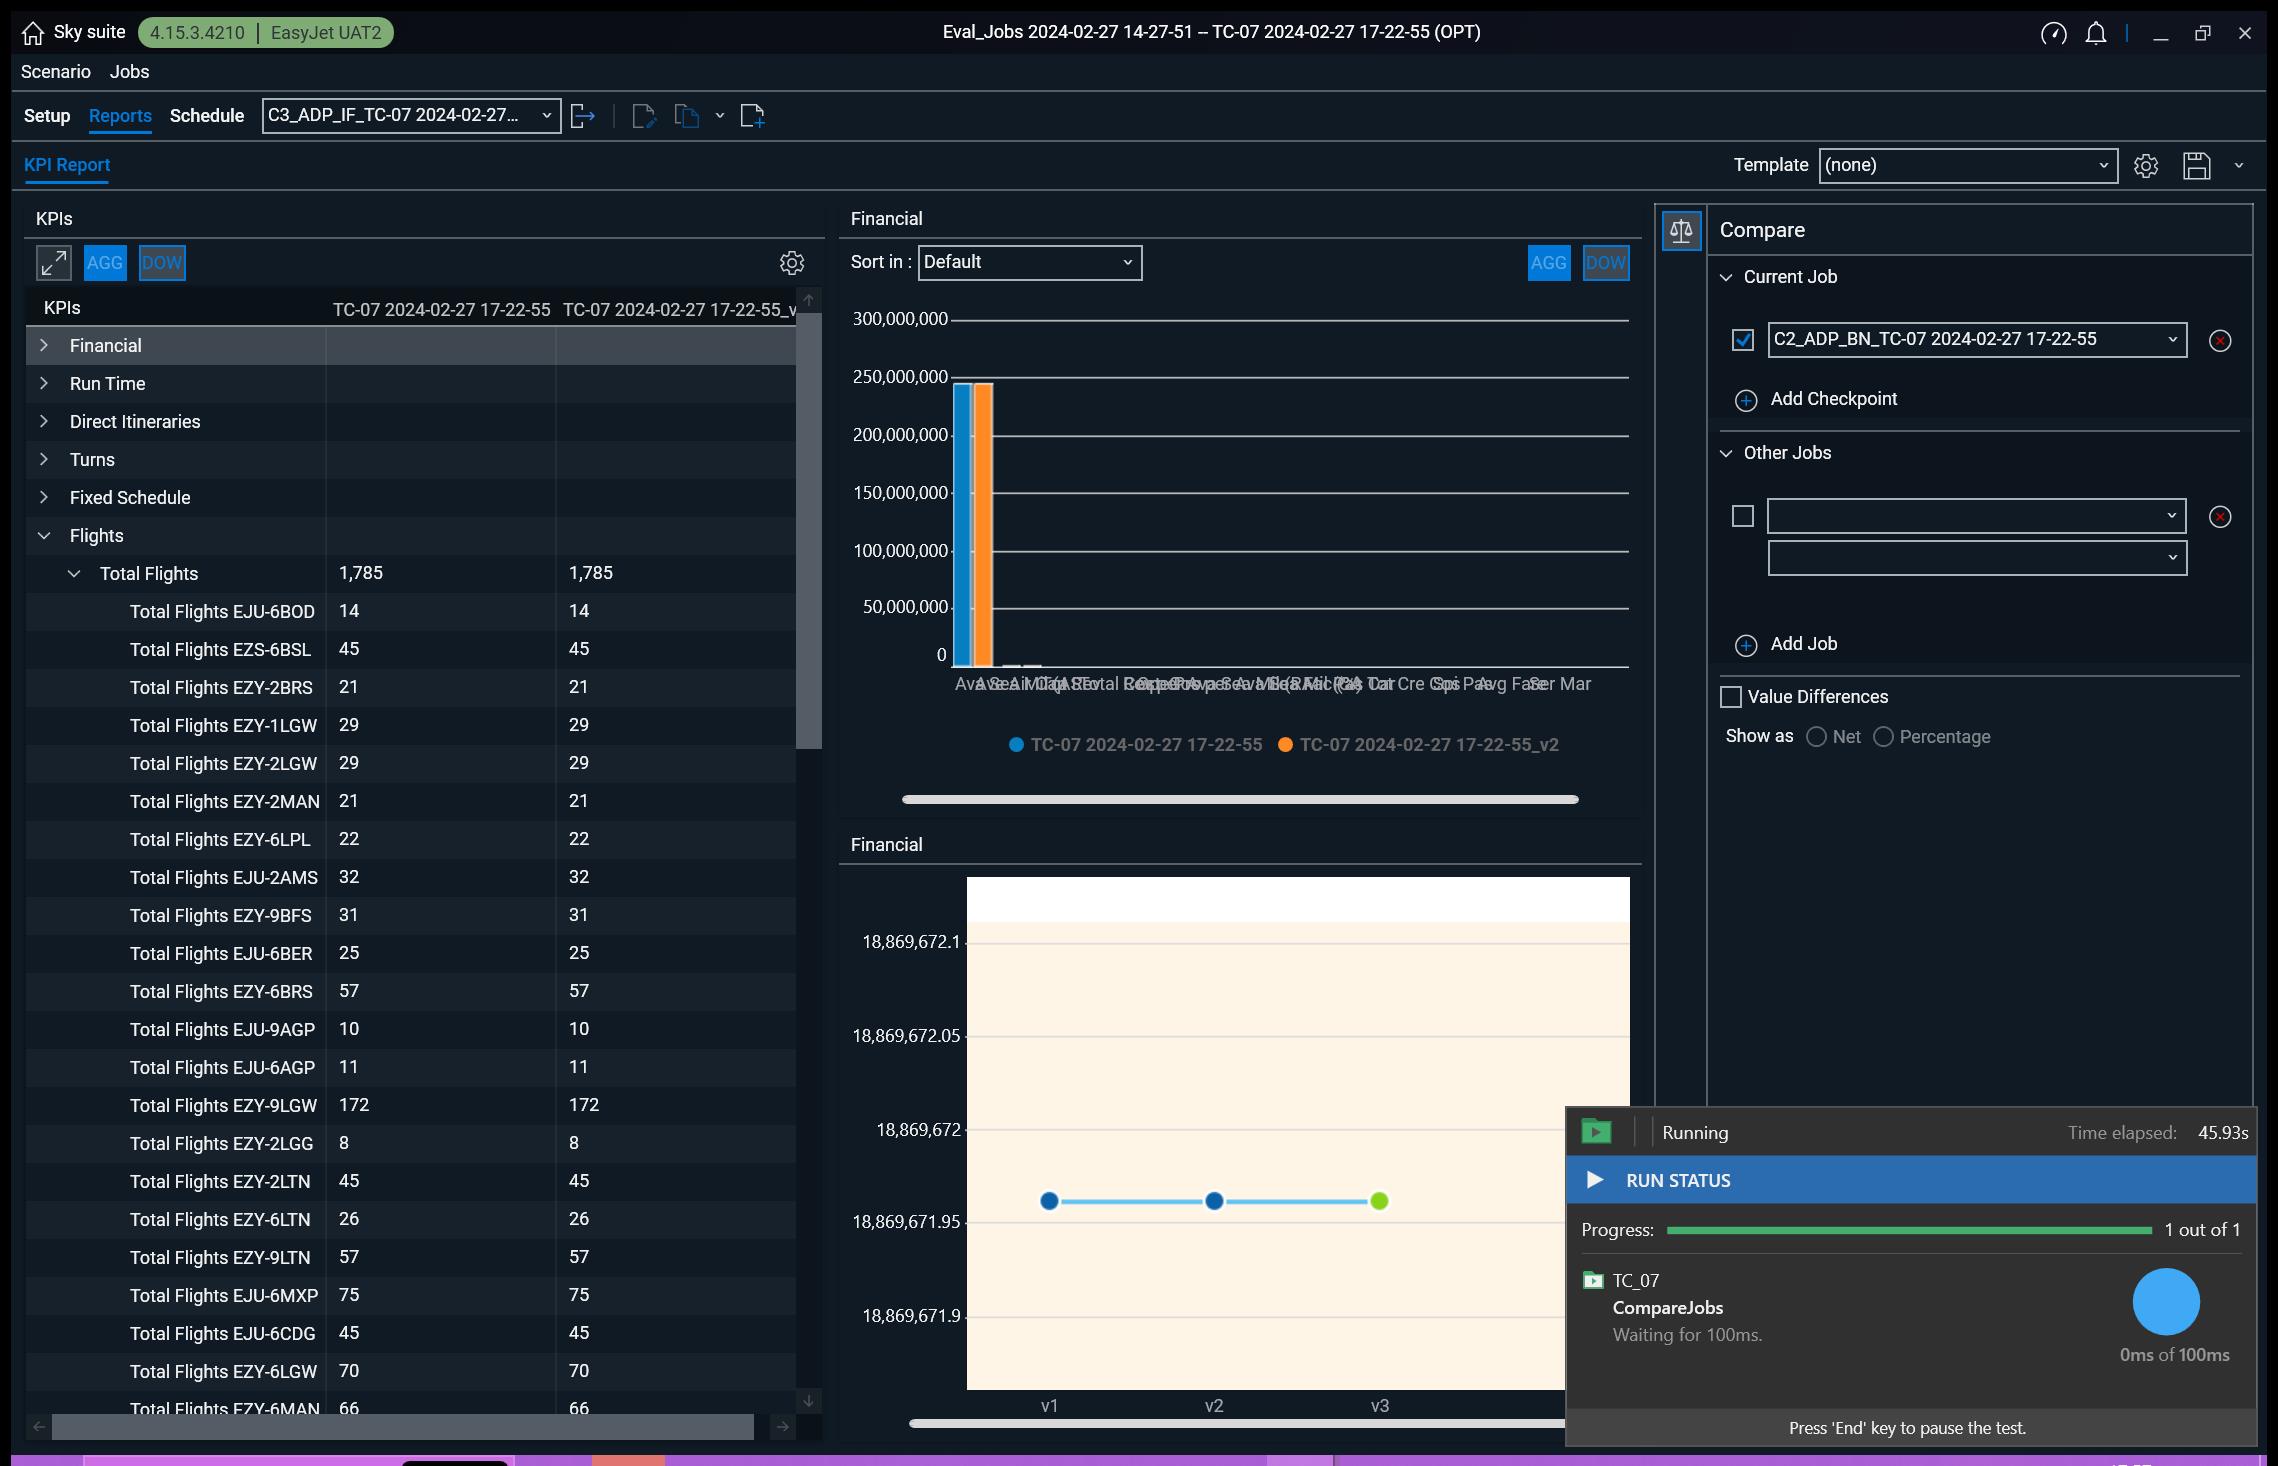 Sky suite 4.15.3.4210 | EasyJet UAT2 Eval_Jobs 2024-02-27 14-27-51 -- TC-07 2024-02-27 17-22-55 (OPT)
Scenario Jobs
Setup Reports Schedule C3_ADP_IF_TC-07 2024-02-27...
KPI Report
Template (none)
KPIs
AGG DOW
KPIs TC-07 2024-02-27 17-22-55 TC-07 2024-02-27 17-22-55_v
Financial
Run Time
Direct Itineraries
Turns
Fixed Schedule
Flights
Total Flights 1,785 1,785
Total Flights EJU-6BOD 14 14
Total Flights EZS-6BSL 45 45
Total Flights EZY-2BRS 21 21
Total Flights EZY-1LGW 29 29
Total Flights EZY-2LGW 29 29
Total Flights EZY-2MAN 21 21
Total Flights EZY-6LPL 22 22
Total Flights EJU-2AMS 32 32
Total Flights EZY-9BFS 31 31
Total Flights EJU-6BER 25 25
Total Flights EZY-6BRS 57 57
Total Flights EJU-9AGP 10 10
Total Flights EJU-6AGP 11 11
Total Flights EZY-9LGW 172 172
Total Flights EZY-2LGG 8 8
Total Flights EZY-2LTN 45 45
Total Flights EZY-6LTN 26 26
Total Flights EZY-9LTN 57 57
Total Flights EJU-6MXP 75 75
Total Flights EJU-6CDG 45 45
Total Flights EZY-6LGW 70 70
Total Flights EZY-6MAN 66 66
Financial
Sort in : Default AGG DOW
300,000,000
250,000,000
200,000,000
150,000,000
100,000,000
50,000,000
0
Avg Fare Ser Mar
TC-07 2024-02-27 17-22-55 TC-07 2024-02-27 17-22-55_v2
Financial
18,869,672.1
18,869,672.05
18,869,672
18,869,671.95
18,869,671.9
v1 v2 v3
Compare
Current Job
C2_ADP_BN_TC-07 2024-02-27 17-22-55
Add Checkpoint
Other Jobs
Add Job
Value Differences
Show as Net Percentage
Running Time elapsed: 45.93s
RUN STATUS
Progress: 1 out of 1
TC_07
CompareJobs
Waiting for 100ms.
0ms of 100ms
Press 'End' key to pause the test.